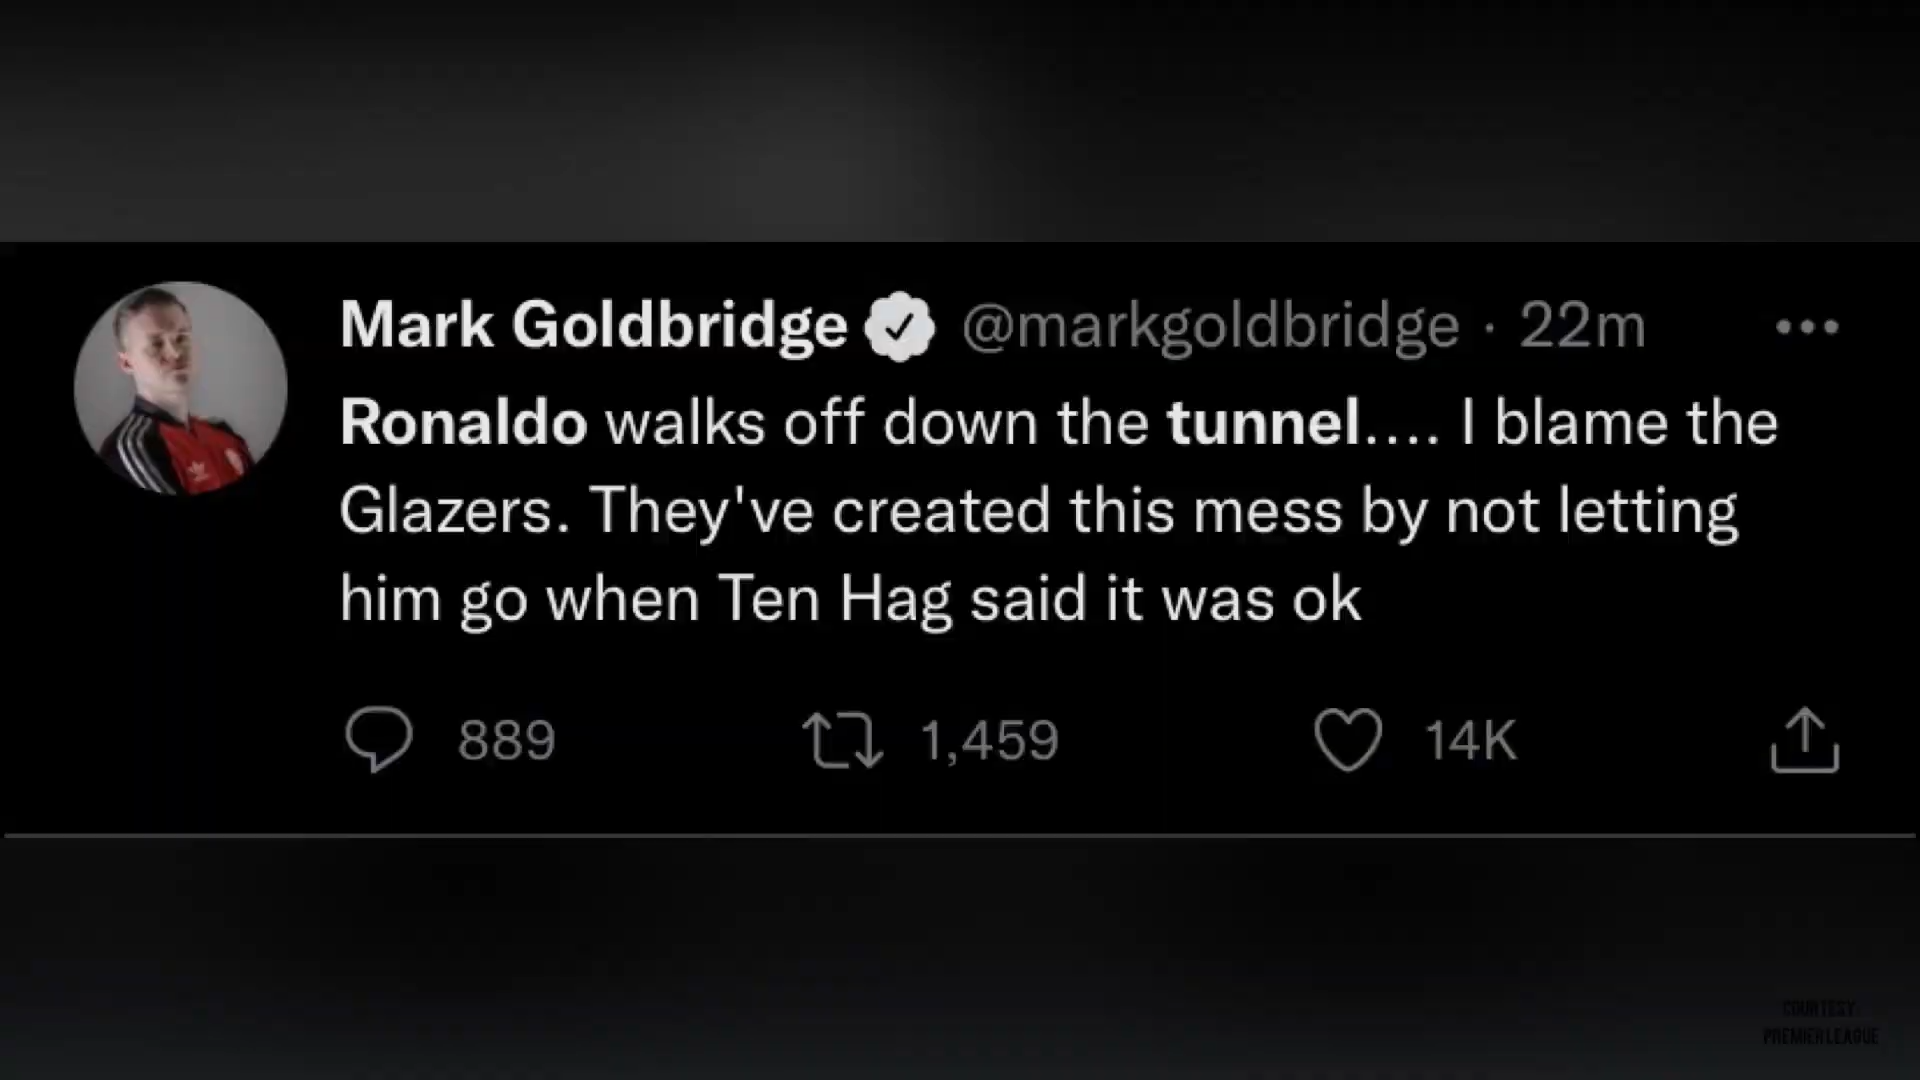 Mark Goldbridge @markgoldbridge · 22m
Ronaldo walks off down the tunnel.... I blame the
Glazers. They've created this mess by not letting
him go when Ten Hag said it was ok
889 1,459 14K
COURTESY
PREMIER LEAGUE